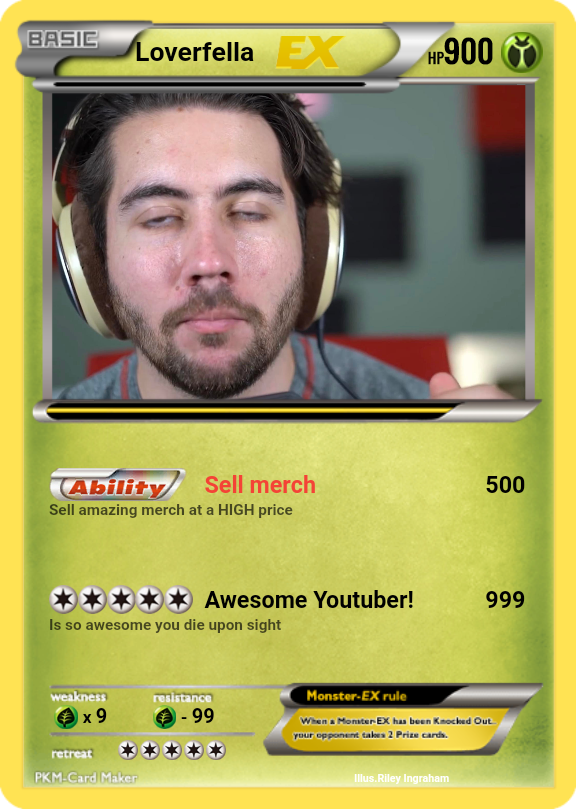 BASIC Loverfella EX HP900
Ability Sell merch 500
Sell amazing merch at a HIGH price
Awesome Youtuber! 999
Is so awesome you die upon sight
weakness resistance
x 9 - 99
retreat
Monster-EX rule
When a Monster-EX has been Knocked Out,
your opponent takes 2 Prize cards.
PKM-Card Maker Illus.Riley Ingraham